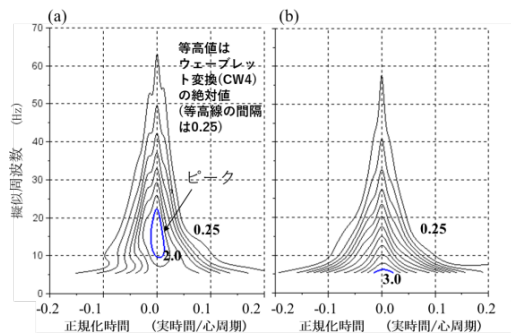 (a)
(b)
等高値は
ウェーブレッ
ト変換(CW4)
の絶対値
(等高線の間隔
は0.25)
ピーク
0.25
2.0
0.25
3.0
擬似周波数 (Hz)
80
70
60
50
40
30
20
10
0
-0.2 -0.1 0.0 0.1 0.2
-0.1 0.0 0.1 0.2
正規化時間 (実時間/心周期)
正規化時間 (実時間/心周期)